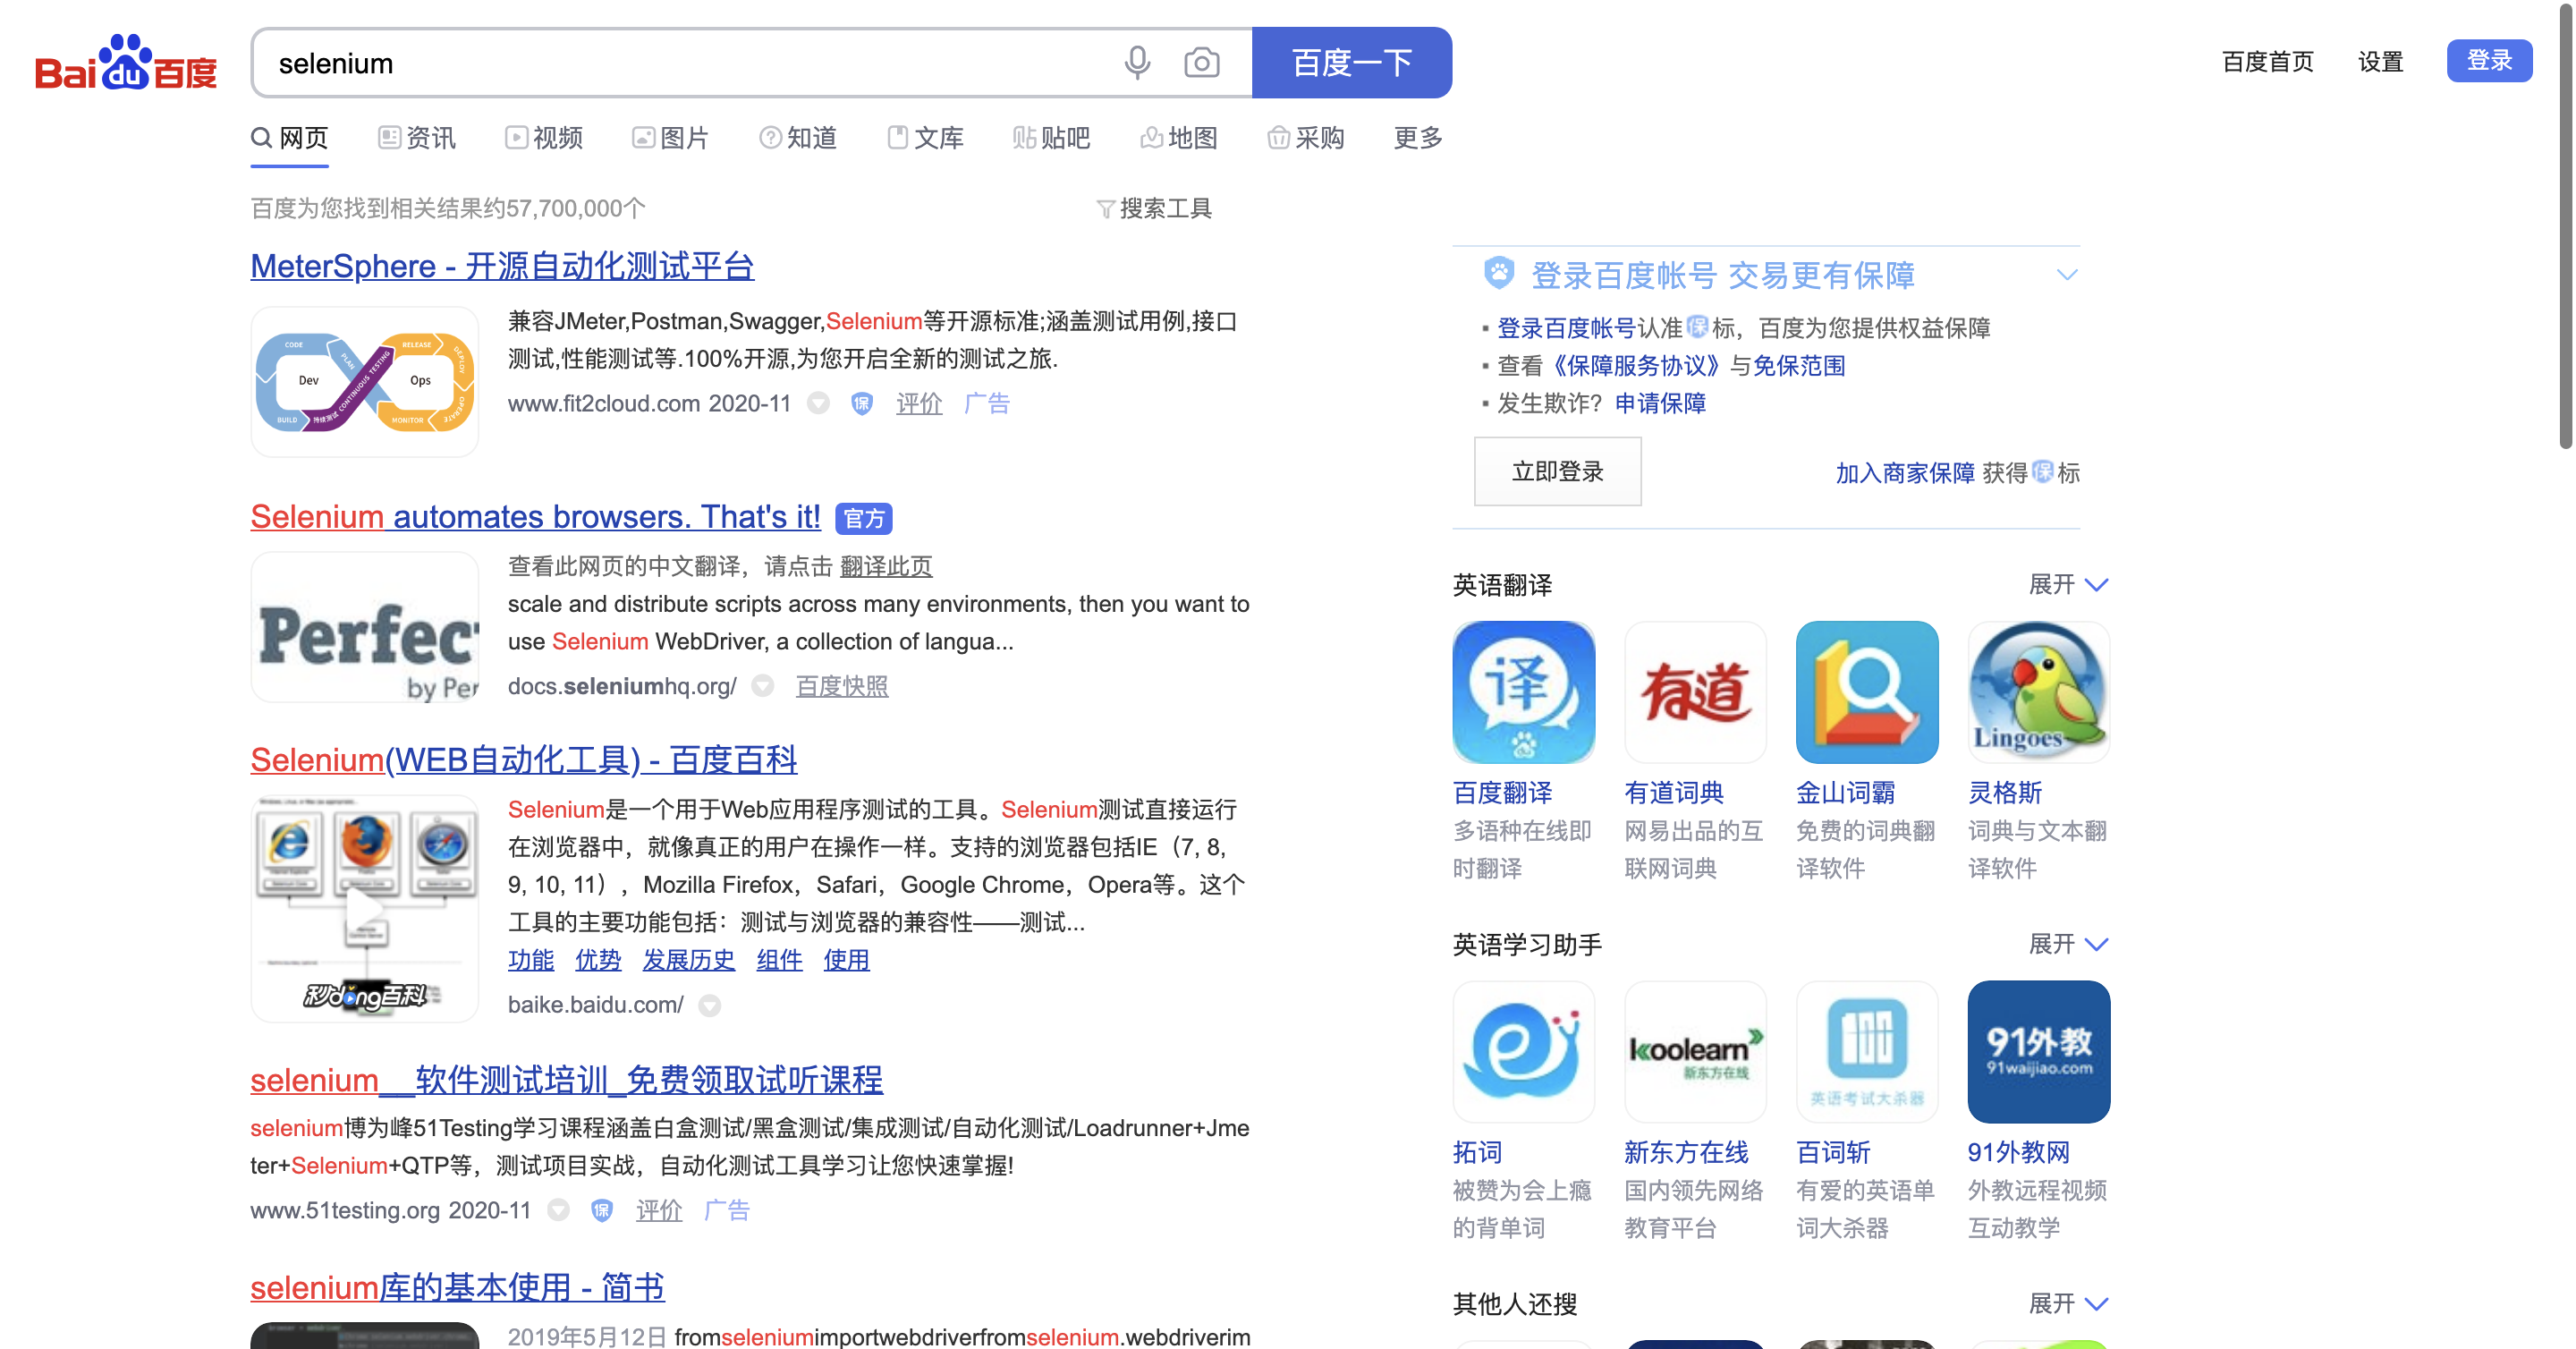 Baidu百度
selenium
百度一下
百度首页
设置
登录
网页
资讯
视频
图片
知道
文库
贴吧
地图
采购
更多
百度为您找到相关结果约57,700,000个
搜索工具
MeterSphere - 开源自动化测试平台
CODE
PLAN
RELEASE
DEPLOY
Dev
Ops
BUILD
持续测试 CONTINUOUS TESTING
MONITOR
OPERATE
兼容JMeter,Postman,Swagger,Selenium等开源标准;涵盖测试用例,接口
测试,性能测试等.100%开源,为您开启全新的测试之旅.
www.fit2cloud.com 2020-11 保 评价 广告
Selenium automates browsers. That's it! 官方
Perfec
by Per
查看此网页的中文翻译，请点击 翻译此页
scale and distribute scripts across many environments, then you want to
use Selenium WebDriver, a collection of langua...
docs.seleniumhq.org/ 百度快照
Selenium(WEB自动化工具) - 百度百科
秒dong百科
Selenium是一个用于Web应用程序测试的工具。Selenium测试直接运行
在浏览器中，就像真正的用户在操作一样。支持的浏览器包括IE（7, 8,
9, 10, 11），Mozilla Firefox，Safari，Google Chrome，Opera等。这个
工具的主要功能包括：测试与浏览器的兼容性——测试...
功能 优势 发展历史 组件 使用
baike.baidu.com/
selenium__软件测试培训_免费领取试听课程
selenium博为峰51Testing学习课程涵盖白盒测试/黑盒测试/集成测试/自动化测试/Loadrunner+Jme
ter+Selenium+QTP等，测试项目实战，自动化测试工具学习让您快速掌握!
www.51testing.org 2020-11 保 评价 广告
selenium库的基本使用 - 简书
2019年5月12日 fromseleniumimportwebdriverfromselenium.webdriverim
登录百度帐号 交易更有保障
登录百度帐号认准保标，百度为您提供权益保障
查看《保障服务协议》与免保范围
发生欺诈？申请保障
立即登录
加入商家保障 获得保标
英语翻译
展开
译
有道
Lingoes
百度翻译
有道词典
金山词霸
灵格斯
多语种在线即
时翻译
网易出品的互
联网词典
免费的词典翻
译软件
词典与文本翻
译软件
英语学习助手
展开
koolearn
新东方在线
英语考试大杀器
91外教
91waijiao.com
拓词
新东方在线
百词斩
91外教网
被赞为会上瘾
的背单词
国内领先网络
教育平台
有爱的英语单
词大杀器
外教远程视频
互动教学
其他人还搜
展开